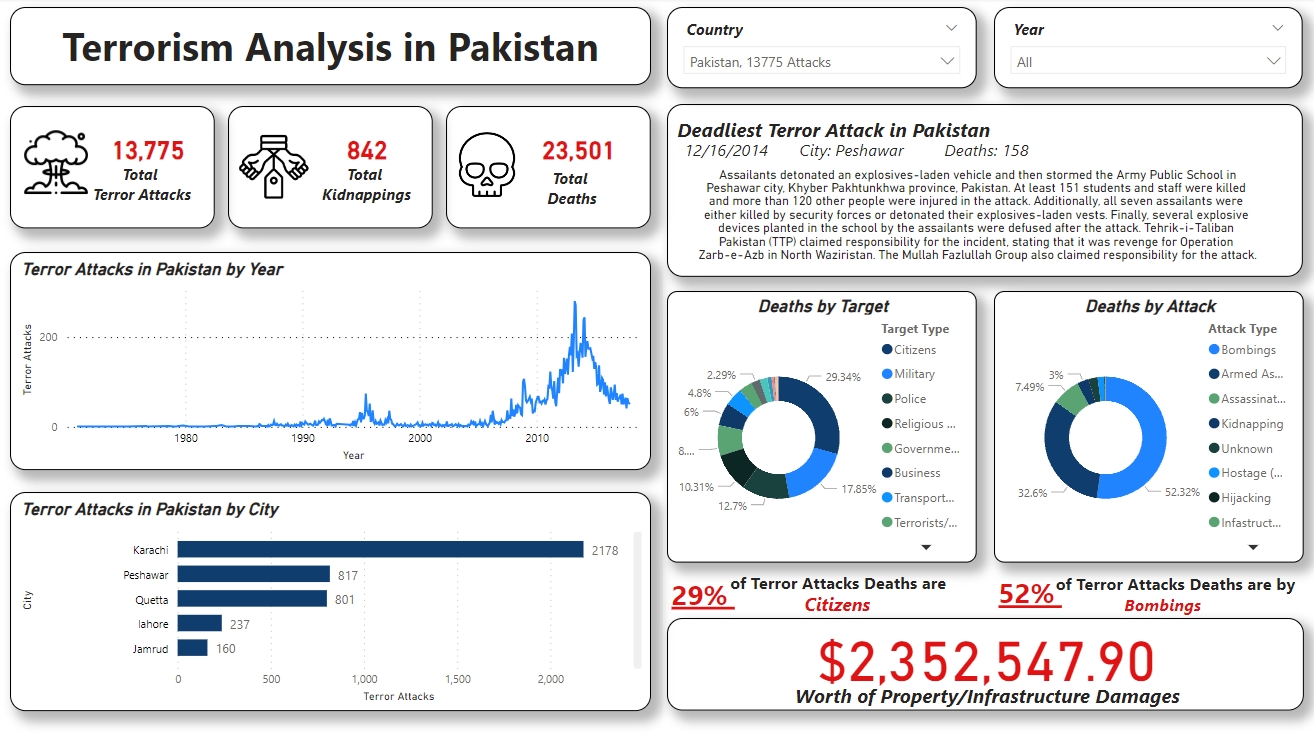 Terrorism Analysis in Pakistan
Country
Pakistan, 13775 Attacks
Year
All
13,775
Total
Terror Attacks
842
Total
Kidnappings
23,501
Total
Deaths
Deadliest Terror Attack in Pakistan
12/16/2014 City: Peshawar Deaths: 158
Assailants detonated an explosives-laden vehicle and then stormed the Army Public School in
Peshawar city, Khyber Pakhtunkhwa province, Pakistan. At least 151 students and staff were killed
and more than 120 other people were injured in the attack. Additionally, all seven assailants were
either killed by security forces or detonated their explosives-laden vests. Finally, several explosive
devices planted in the school by the assailants were defused after the attack. Tehrik-i-Taliban
Pakistan (TTP) claimed responsibility for the incident, stating that it was revenge for Operation
Zarb-e-Azb in North Waziristan. The Mullah Fazlullah Group also claimed responsibility for the attack.
Terror Attacks in Pakistan by Year
Terror Attacks
200
0
1980
1990
2000
2010
Year
Terror Attacks in Pakistan by City
City
Karachi
2178
Peshawar
817
Quetta
801
lahore
237
Jamrud
160
0
500
1,000
1,500
2,000
Terror Attacks
Deaths by Target
Target Type
Citizens
Military
Police
Religious ...
Governme...
Business
Transport...
Terrorists/...
29.34%
17.85%
12.7%
10.31%
8....
6%
4.8%
2.29%
Deaths by Attack
Attack Type
Bombings
Armed As...
Assassinat...
Kidnapping
Unknown
Hostage (...
Hijacking
Infastruct...
52.32%
32.6%
7.49%
3%
29% of Terror Attacks Deaths are
Citizens
52% of Terror Attacks Deaths are by
Bombings
$2,352,547.90
Worth of Property/Infrastructure Damages